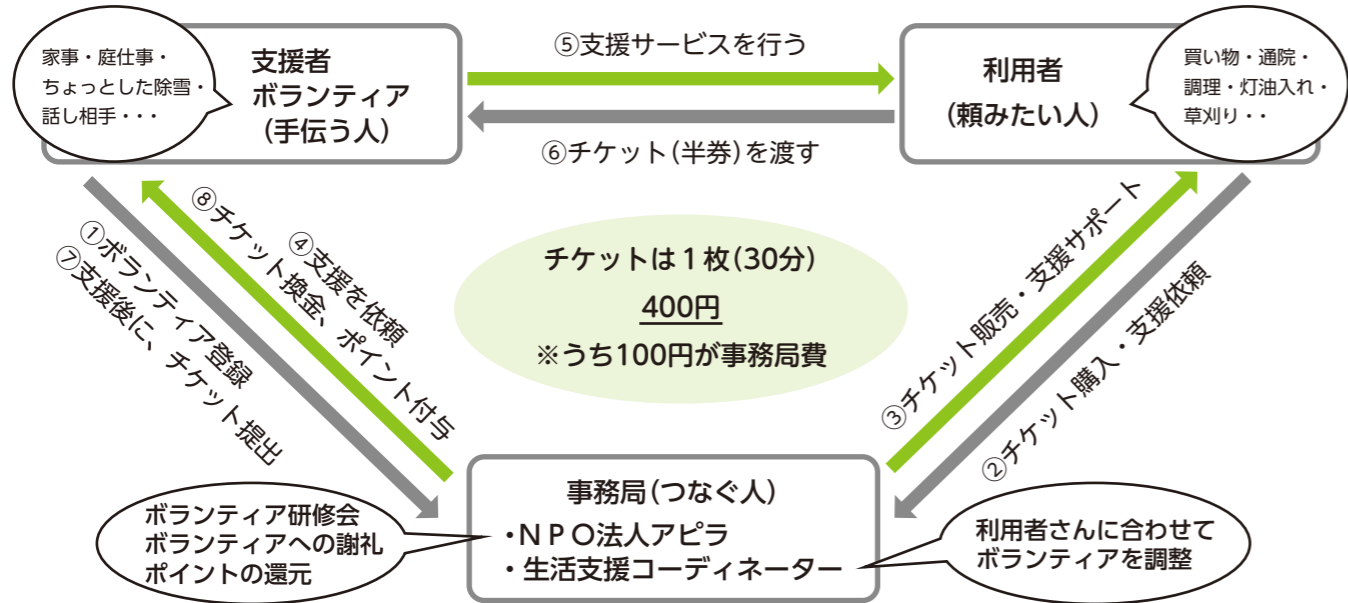 家事・庭仕事・
ちょっとした除雪・
話し相手・・・
支援者
ボランティア
(手伝う人)
⑤支援サービスを行う
⑥チケット(半券)を渡す
利用者
(頼みたい人)
買い物・通院・
調理・灯油入れ・
草刈り・・
①ボランティア登録
⑦支援後に、チケット提出
④支援を依頼
⑧チケット換金、ポイント付与
チケットは1枚(30分)
400円
※うち100円が事務局費
③チケット販売・支援サポート
②チケット購入・支援依頼
事務局(つなぐ人)
・NPO法人アピラ
・生活支援コーディネーター
ボランティア研修会
ボランティアへの謝礼
ポイントの還元
利用者さんに合わせて
ボランティアを調整